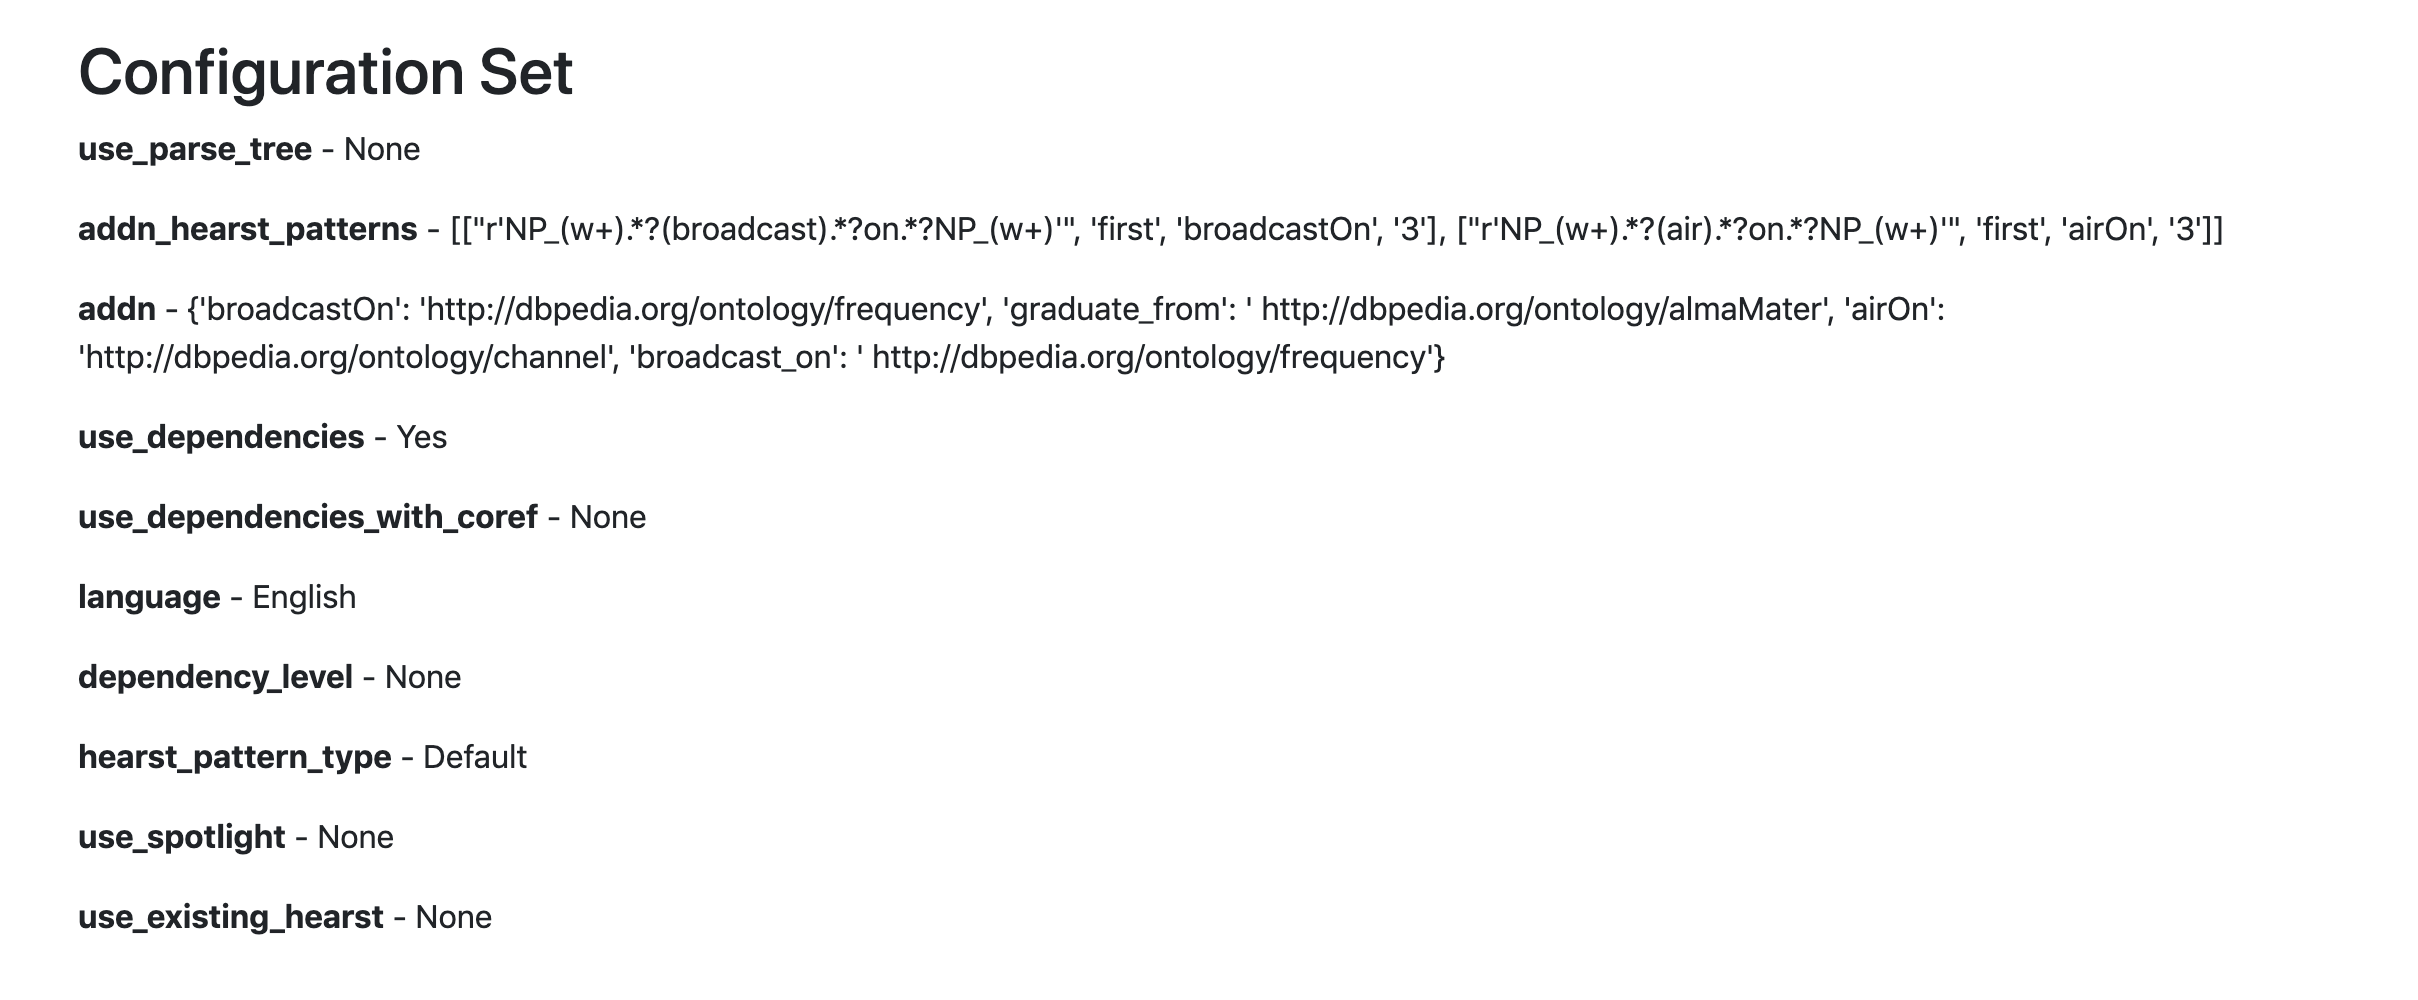 Configuration Set
use_parse_tree - None
addn_hearst_patterns - [["r'NP_(w+).*?(broadcast).*?on.*?NP_(w+)'", 'first', 'broadcastOn', '3'], ["r'NP_(w+).*?(air).*?on.*?NP_(w+)'", 'first', 'airOn', '3']]
addn - {'broadcastOn': 'http://dbpedia.org/ontology/frequency', 'graduate_from': ' http://dbpedia.org/ontology/almaMater', 'airOn':
'http://dbpedia.org/ontology/channel', 'broadcast_on': ' http://dbpedia.org/ontology/frequency'}
use_dependencies - Yes
use_dependencies_with_coref - None
language - English
dependency_level - None
hearst_pattern_type - Default
use_spotlight - None
use_existing_hearst - None